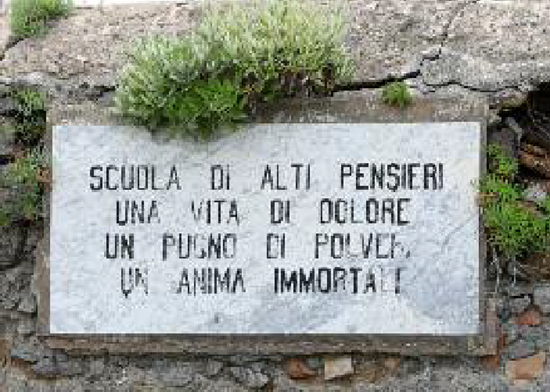 SCUOLA DI ALTI PENSIERI
UNA VITA DI DOLORE
UN PUGNO DI POLVERE
UN ANIMA IMMORTALE